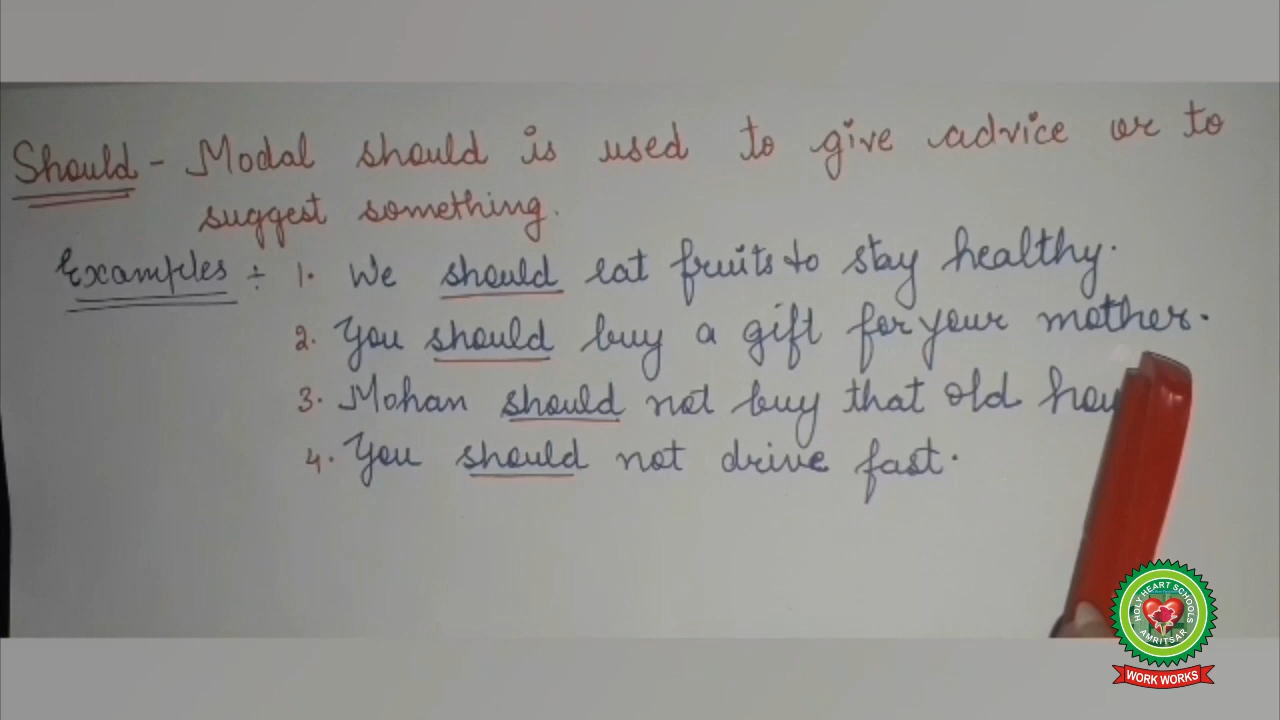 Should - Modal should is used to give advice or to
suggest something.
Examples ÷ 1. We should eat fruits to stay healthy.
2. You should buy a gift for your mother.
3. Mohan should not buy that old
4. You should not drive fast.
HOLY HEART SCHOOLS
AMRITSAR
WORK WORKS